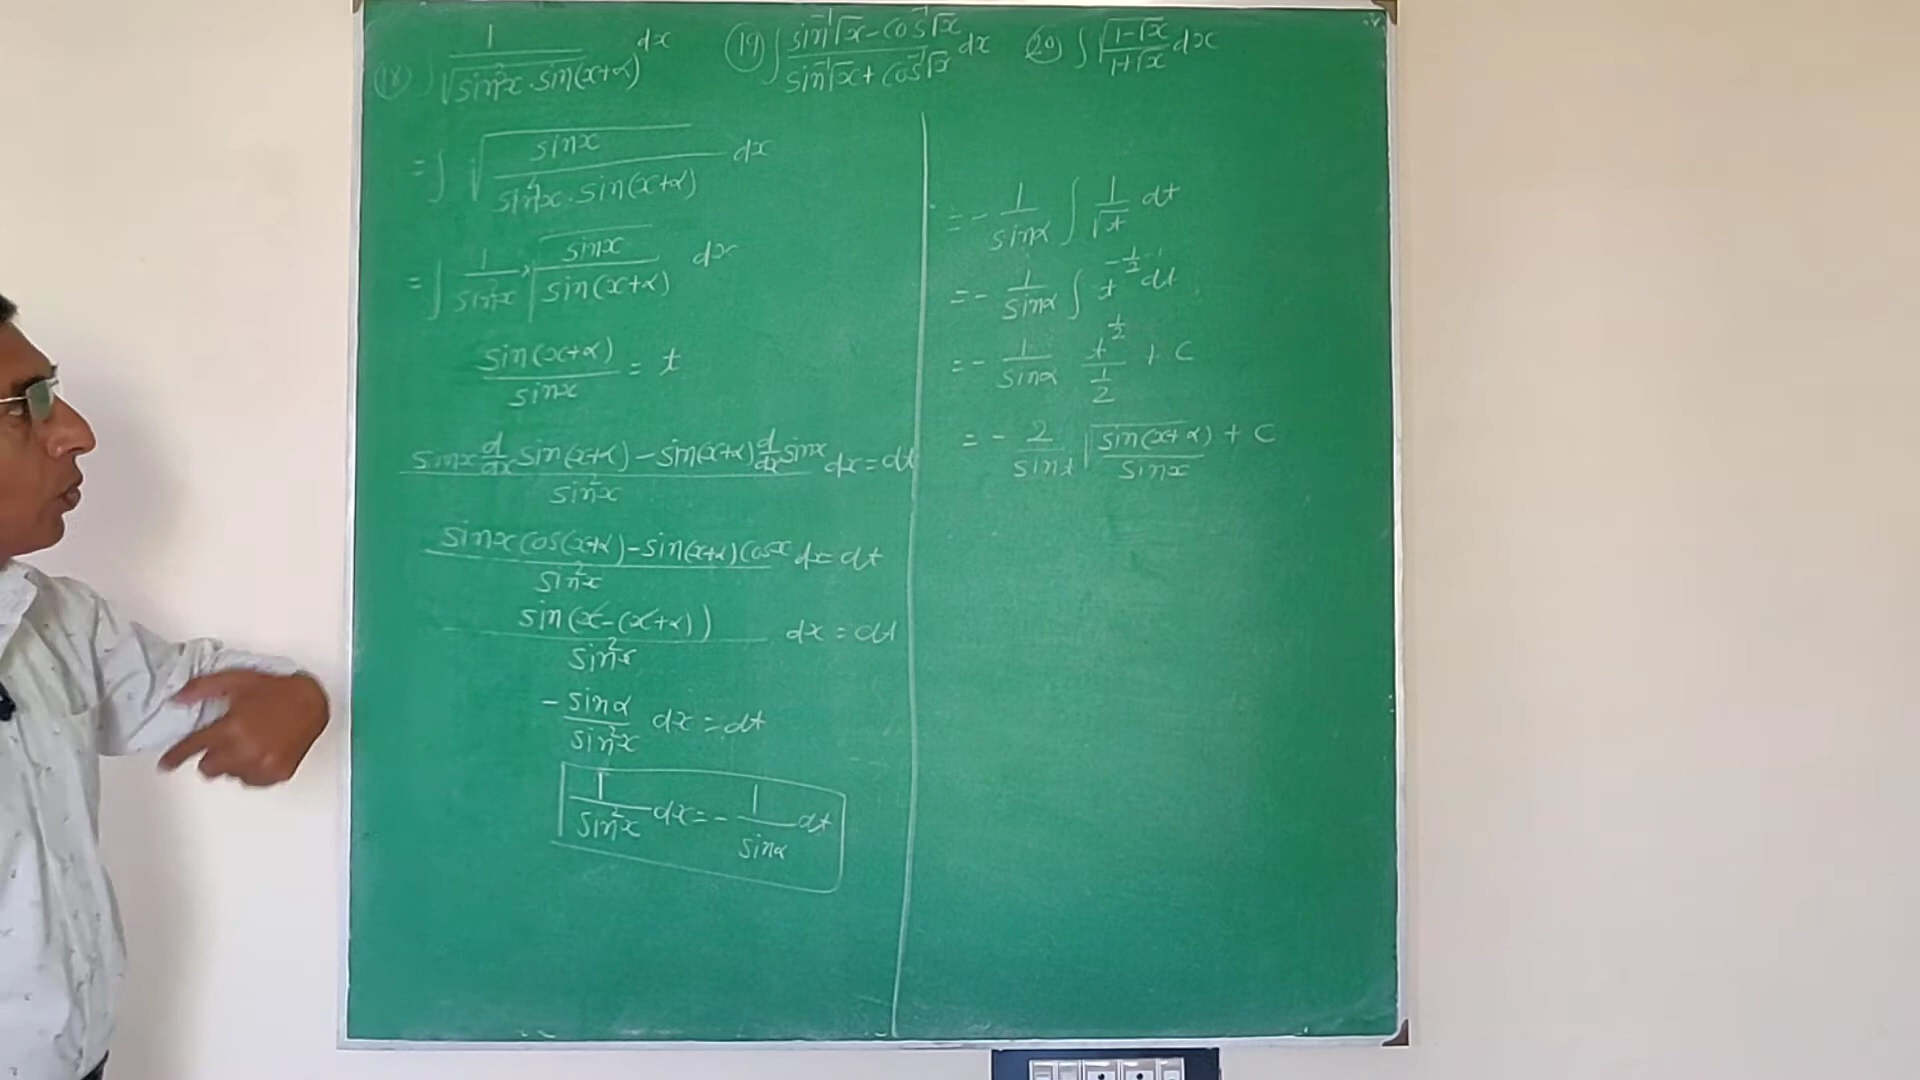 (18) ∫ 1/√(sin³x · sin(x+α)) dx (19) ∫ (sin⁻¹√x - cos⁻¹√x)/(sin⁻¹√x + cos⁻¹√x) dx (20) ∫ √((1-√x)/(1+√x)) dx
= ∫ √(sinx/(sin⁴x · sin(x+α))) dx
= ∫ 1/sin²x × √(sinx/sin(x+α)) dx
sin(x+α)/sinx = t
(sinx d/dx sin(x+α) - sin(x+α) d/dx sinx)/sin²x dx = dt
(sinx cos(x+α) - sin(x+α) cosx)/sin²x dx = dt
sin(x-(x+α))/sin²x dx = dt
- sinα/sin²x dx = dt
1/sin²x dx = - 1/sinα dt
= - 1/sinα ∫ 1/√t dt
= - 1/sinα ∫ t^(-1/2) dt
= - 1/sinα t^(1/2)/(1/2) + C
= - 2/sinα √(sin(x+α)/sinx) + C